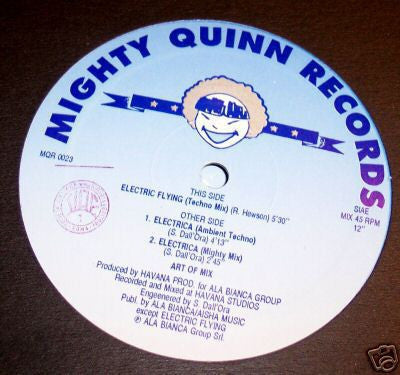 MIGHTY QUINN RECORDS
MQR 0023
THIS SIDE
ELECTRIC FLYING (Techno Mix) (R. Hewson) 5'30"
OTHER SIDE
1. ELECTRICA (Ambient Techno)
(S. Dall'Ora) 4'13"
2. ELECTRICA (Mighty Mix)
(S. Dall'Ora) 2'45"
ART OF MIX
SIAE
MIX 45 RPM
12"
Produced by HAVANA PROD. for ALA BIANCA GROUP
Recorded and Mixed at HAVANA STUDIOS
Engeneered by S. Dall'Ora
Publ. by ALA BIANCA/AISHA MUSIC
except ELECTRIC FLYING
℗ ALA BIANCA Group Srl.
ebY